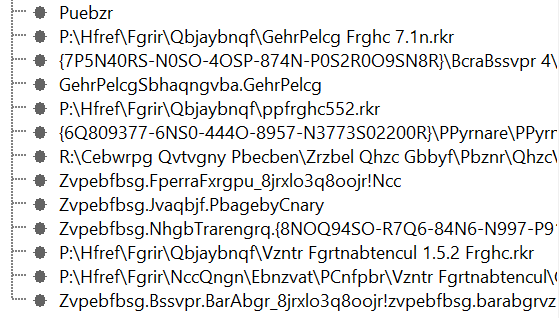 Puebzr
P:\Hfref\Fgrir\Qbjaybnqf\GehrPelcg Frghc 7.1n.rkr
{7P5N40RS-N0SO-4OSP-874N-P0S2R0O9SN8R}\BcraBssvpr 4\
GehrPelcgSbhaqngvba.GehrPelcg
P:\Hfref\Fgrir\Qbjaybnqf\ppfrghc552.rkr
{6Q809377-6NS0-444O-8957-N3773S02200R}\PPyrnare\PPyrn
R:\Cebwrpg Qvtvgny Pbecben\Zrzbel Qhzc Gbbyf\Pbznr\Qhzc\
Zvpebfbsg.FperraFxrgpu_8jrxlo3q8oojr!Ncc
Zvpebfbsg.Jvaqbjf.PbagebyCnary
Zvpebfbsg.NhgbTrarengrq.{8NOQ94SO-R7Q6-84N6-N997-P91
P:\Hfref\Fgrir\Qbjaybnqf\Vzntr Fgrtnabtencul 1.5.2 Frghc.rkr
P:\Hfref\Fgrir\NccQngn\Ebnzvat\PCnfpbr\Vzntr Fgrtnabtencul\
Zvpebfbsg.Bssvpr.BarAbgr_8jrxlo3q8oojr!zvpebfbsg.barabgrvz